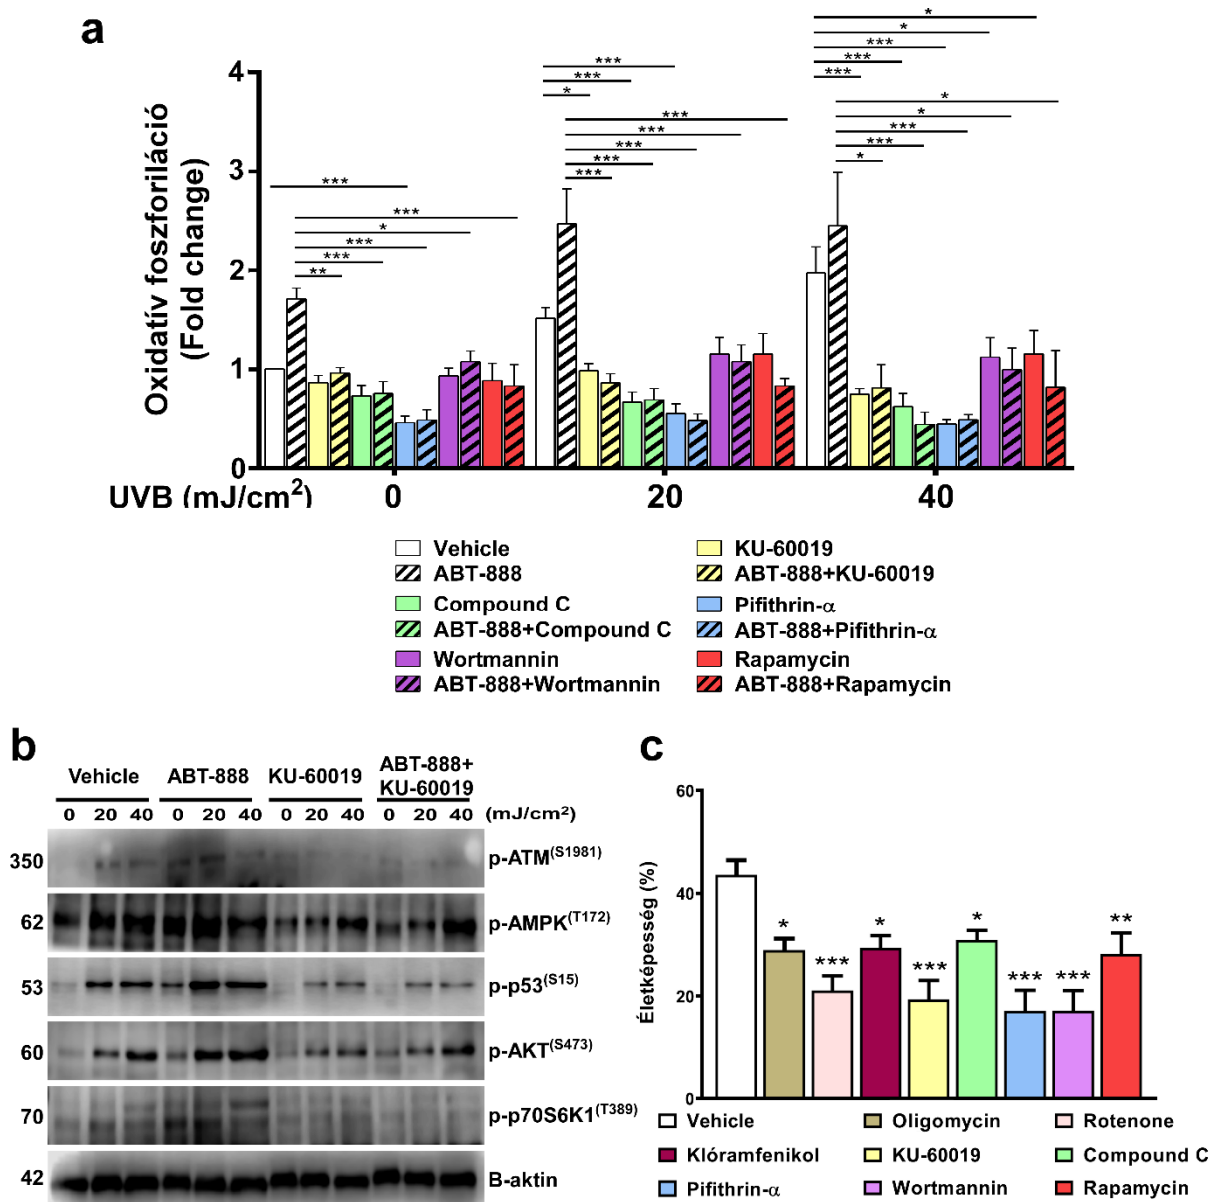 a
Oxidatív foszforiláció
(Fold change)
4
3
2
1
0
***
***
*
***
***
**
***
***
*
***
***
***
***
***
*
*
***
***
***
*
*
***
***
*
UVB (mJ/cm²)
0
20
40
Vehicle
KU-60019
ABT-888
ABT-888+KU-60019
Compound C
Pifithrin-α
ABT-888+Compound C
ABT-888+Pifithrin-α
Wortmannin
Rapamycin
ABT-888+Wortmannin
ABT-888+Rapamycin
b
Vehicle
ABT-888
KU-60019
ABT-888+
KU-60019
0 20 40 0 20 40 0 20 40 0 20 40 (mJ/cm²)
350 p-ATM(S1981)
62 p-AMPK(T172)
53 p-p53(S15)
60 p-AKT(S473)
70 p-p70S6K1(T389)
42 B-aktin
c
Életképesség (%)
60
40
20
0
*
***
*
***
*
***
***
**
Vehicle
Oligomycin
Rotenone
Klóramfenikol
KU-60019
Compound C
Pifithrin-α
Wortmannin
Rapamycin